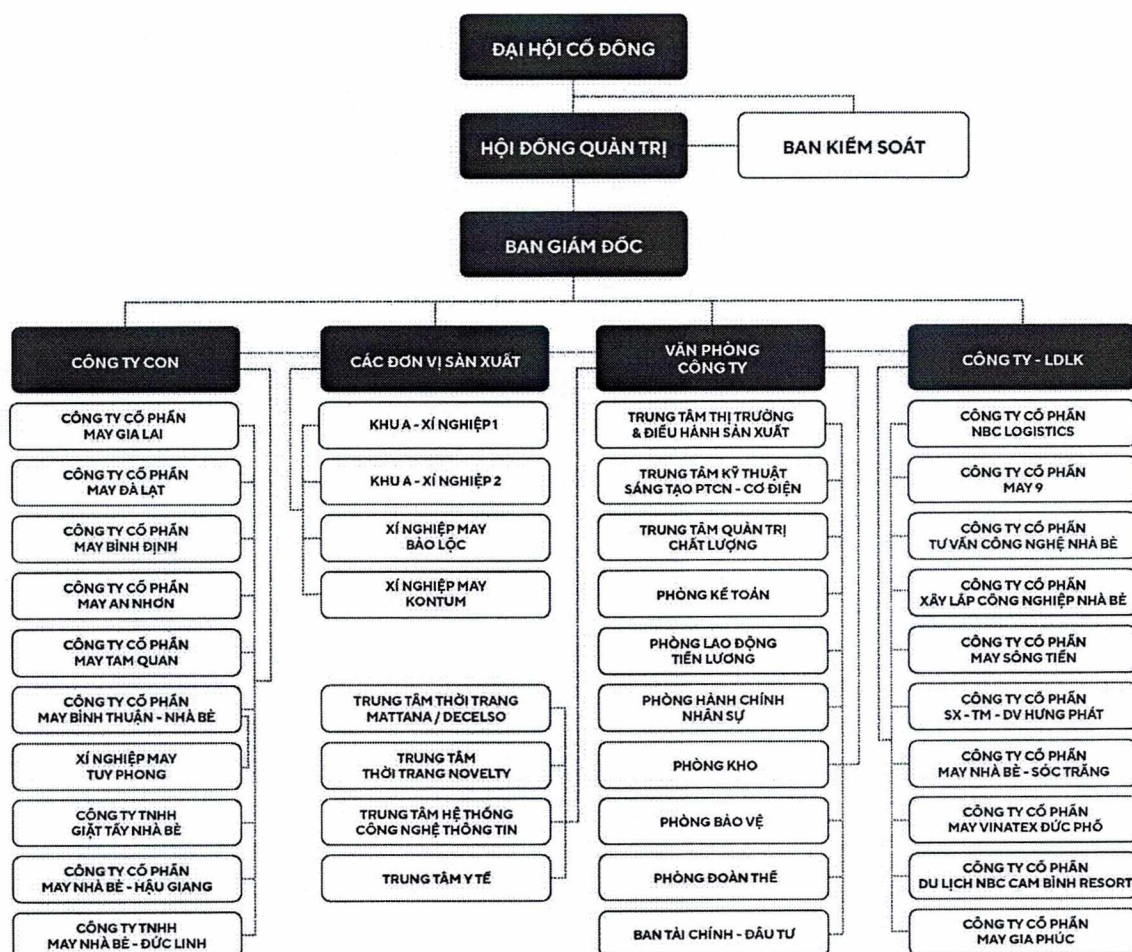 ĐẠI HỘI CỔ ĐÔNG
HỘI ĐỒNG QUẢN TRỊ
BAN KIỂM SOÁT
BAN GIÁM ĐỐC
CÔNG TY CON
CÁC ĐƠN VỊ SẢN XUẤT
VĂN PHÒNG
CÔNG TY
CÔNG TY - LDLK
CÔNG TY CỔ PHẦN
MAY GIA LAI
CÔNG TY CỔ PHẦN
MAY ĐÀ LẠT
CÔNG TY CỔ PHẦN
MAY BÌNH ĐỊNH
CÔNG TY CỔ PHẦN
MAY AN NHƠN
CÔNG TY CỔ PHẦN
MAY TAM QUAN
CÔNG TY CỔ PHẦN
MAY BÌNH THUẬN - NHÀ BÈ
XÍ NGHIỆP MAY
TUY PHONG
CÔNG TY TNHH
GIẶT TẨY NHÀ BÈ
CÔNG TY CỔ PHẦN
MAY NHÀ BÈ - HẬU GIANG
CÔNG TY TNHH
MAY NHÀ BÈ - ĐỨC LINH
KHU A - XÍ NGHIỆP 1
KHU A - XÍ NGHIỆP 2
XÍ NGHIỆP MAY
BẢO LỘC
XÍ NGHIỆP MAY
KONTUM
TRUNG TÂM THỜI TRANG
MATTANA / DECELSO
TRUNG TÂM
THỜI TRANG NOVELTY
TRUNG TÂM HỆ THỐNG
CÔNG NGHỆ THÔNG TIN
TRUNG TÂM Y TẾ
TRUNG TÂM THỊ TRƯỜNG
& ĐIỀU HÀNH SẢN XUẤT
TRUNG TÂM KỸ THUẬT
SÁNG TẠO PTCN - CƠ ĐIỆN
TRUNG TÂM QUẢN TRỊ
CHẤT LƯỢNG
PHÒNG KẾ TOÁN
PHÒNG LAO ĐỘNG
TIỀN LƯƠNG
PHÒNG HÀNH CHÍNH
NHÂN SỰ
PHÒNG KHO
PHÒNG BẢO VỆ
PHÒNG ĐOÀN THỂ
BAN TÀI CHÍNH - ĐẦU TƯ
CÔNG TY CỔ PHẦN
NBC LOGISTICS
CÔNG TY CỔ PHẦN
MAY 9
CÔNG TY CỔ PHẦN
TƯ VẤN CÔNG NGHỆ NHÀ BÈ
CÔNG TY CỔ PHẦN
XÂY LẮP CÔNG NGHIỆP NHÀ BÈ
CÔNG TY CỔ PHẦN
MAY SÔNG TIỀN
CÔNG TY CỔ PHẦN
SX - TM - DV HƯNG PHÁT
CÔNG TY CỔ PHẦN
MAY NHÀ BÈ - SÓC TRĂNG
CÔNG TY CỔ PHẦN
MAY VINATEX ĐỨC PHỔ
CÔNG TY CỔ PHẦN
DU LỊCH NBC CAM BÌNH RESORT
CÔNG TY CỔ PHẦN
MAY GIA PHÚC